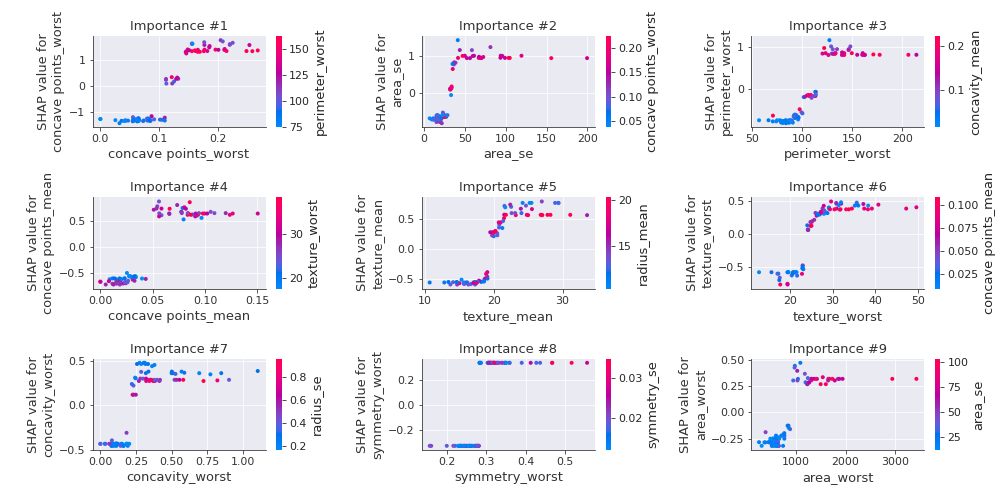 Importance #1
SHAP value for
concave points_worst
1
0
−1
0.0
0.1
0.2
concave points_worst
150
125
100
75
perimeter_worst
Importance #2
SHAP value for
area_se
1
0
0
50
100
150
200
area_se
0.20
0.15
0.10
0.05
concave points_worst
Importance #3
SHAP value for
perimeter_worst
1
0
50
100
150
200
perimeter_worst
0.2
0.1
concavity_mean
Importance #4
SHAP value for
concave points_mean
0.5
0.0
−0.5
0.00
0.05
0.10
0.15
concave points_mean
30
20
texture_worst
Importance #5
SHAP value for
texture_mean
0.5
0.0
−0.5
10
20
30
texture_mean
20
15
radius_mean
Importance #6
SHAP value for
texture_worst
0.5
0.0
−0.5
20
30
40
50
texture_worst
0.100
0.075
0.050
0.025
concave points_mean
Importance #7
SHAP value for
concavity_worst
0.5
0.0
−0.5
0.00
0.25
0.50
0.75
1.00
concavity_worst
0.8
0.6
0.4
0.2
radius_se
Importance #8
SHAP value for
symmetry_worst
0.2
0.0
−0.2
0.2
0.3
0.4
0.5
symmetry_worst
0.03
0.02
symmetry_se
Importance #9
SHAP value for
area_worst
0.50
0.25
0.00
−0.25
1000
2000
3000
area_worst
100
75
50
25
area_se